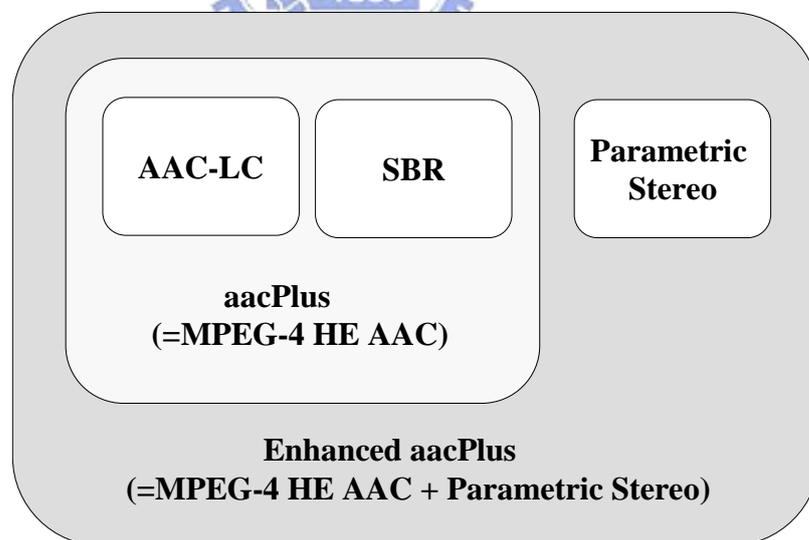 AAC-LC
SBR
Parametric
Stereo
aacPlus
(=MPEG-4 HE AAC)
Enhanced aacPlus
(=MPEG-4 HE AAC + Parametric Stereo)